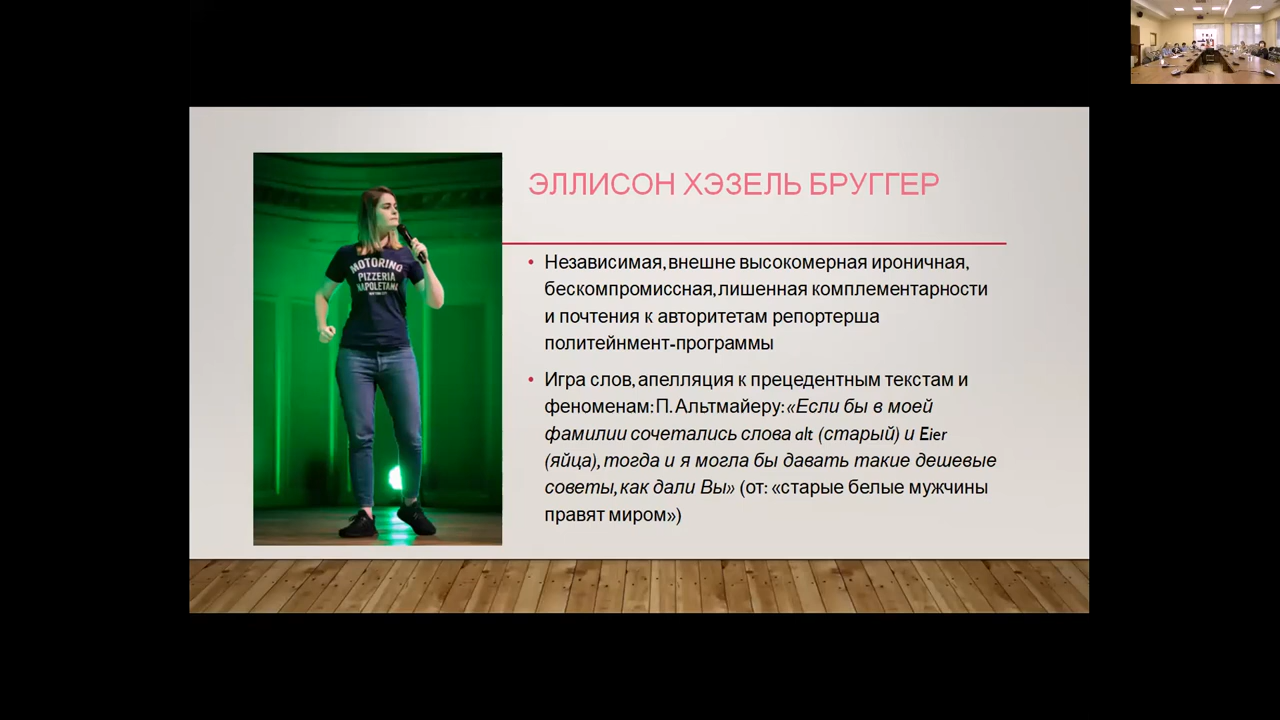 ЭЛЛИСОН ХЭЗЕЛЬ БРУГГЕР
MOTORINO
PIZZERIA
NAPOLETANA
• Независимая, внешне высокомерная ироничная,
бескомпромиссная, лишенная комплементарности
и почтения к авторитетам репортерша
политейнмент-программы
• Игра слов, апелляция к прецедентным текстам и
феноменам: П. Альтмайеру: «Если бы в моей
фамилии сочетались слова alt (старый) и Eier
(яйца), тогда и я могла бы давать такие дешевые
советы, как дали Вы» (от: «старые белые мужчины
правят миром»)